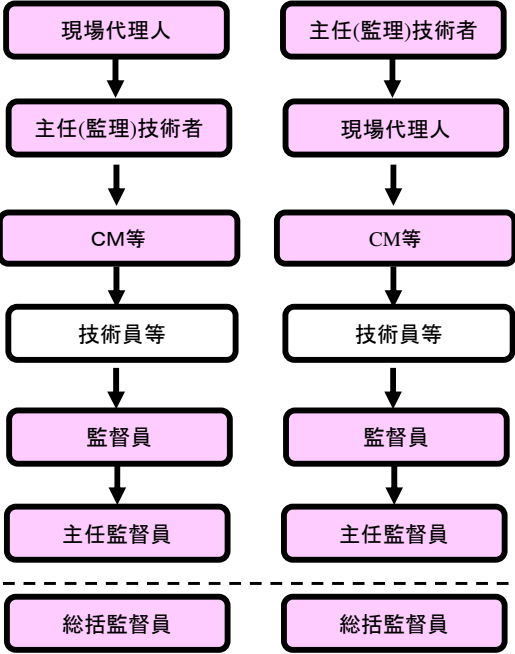 現場代理人
主任(監理)技術者
CM等
技術員等
監督員
主任監督員
総括監督員
主任(監理)技術者
現場代理人
CM等
技術員等
監督員
主任監督員
総括監督員